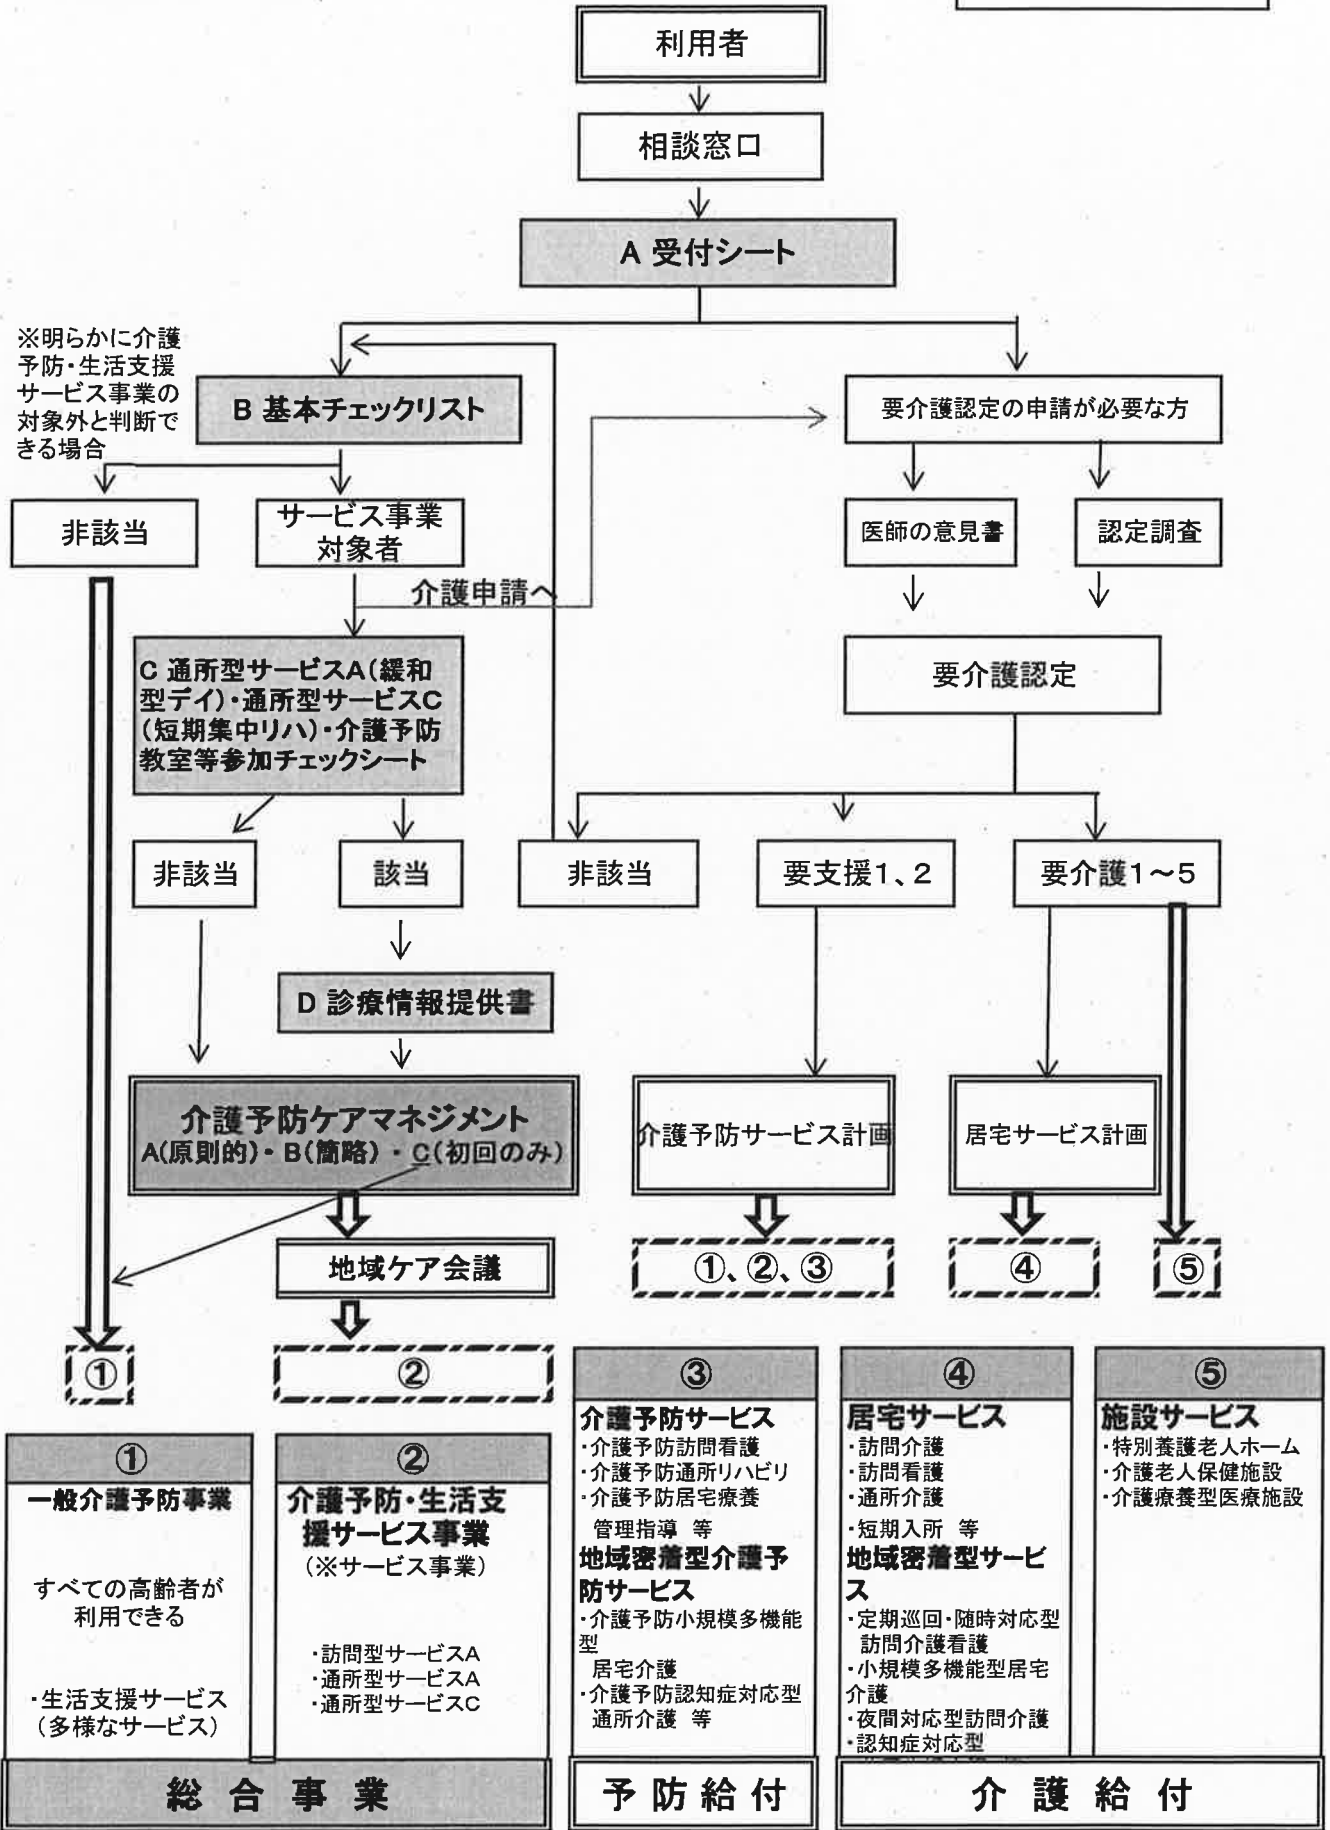 利用者
相談窓口
A 受付シート
※明らかに介護
予防・生活支援
サービス事業の
対象外と判断で
きる場合
B 基本チェックリスト
要介護認定の申請が必要な方
非該当
サービス事業
対象者
医師の意見書
認定調査
介護申請へ
C 通所型サービスA(緩和
型デイ)・通所型サービスC
(短期集中リハ)・介護予防
教室等参加チェックシート
要介護認定
非該当
該当
非該当
要支援1、2
要介護1～5
D 診療情報提供書
介護予防ケアマネジメント
A(原則的)・B(簡略)・C(初回のみ)
介護予防サービス計画
居宅サービス計画
地域ケア会議
①、②、③
④
⑤
①
②
①
一般介護予防事業
すべての高齢者が
利用できる
・生活支援サービス
(多様なサービス)
②
介護予防・生活支
援サービス事業
(※サービス事業)
・訪問型サービスA
・通所型サービスA
・通所型サービスC
総合事業
③
介護予防サービス
・介護予防訪問看護
・介護予防通所リハビリ
・介護予防居宅療養
管理指導 等
地域密着型介護予
防サービス
・介護予防小規模多機能
型
居宅介護
・介護予防認知症対応型
通所介護 等
予防給付
④
居宅サービス
・訪問介護
・訪問看護
・通所介護
・短期入所 等
地域密着型サービ
ス
・定期巡回・随時対応型
訪問介護看護
・小規模多機能型居宅
介護
・夜間対応型訪問介護
・認知症対応型
⑤
施設サービス
・特別養護老人ホーム
・介護老人保健施設
・介護療養型医療施設
介護給付